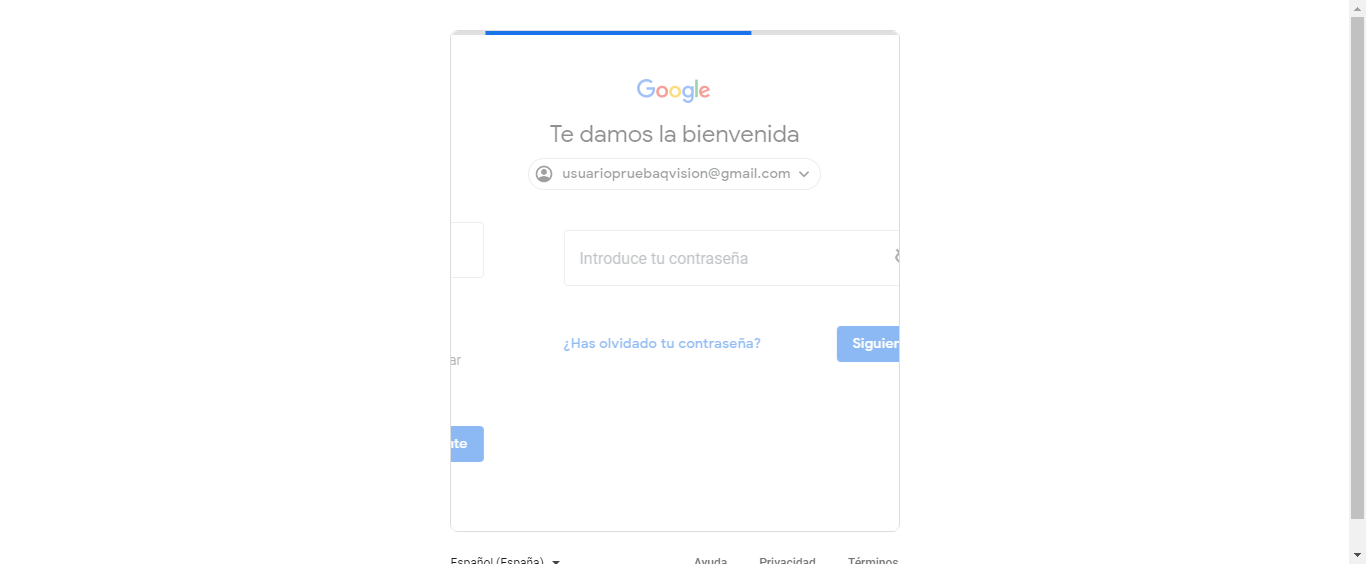 Google
Te damos la bienvenida
usuariopruebaqvision@gmail.com
Introduce tu contraseña
¿Has olvidado tu contraseña?
Siguien
ar
nte
Español (España)
Ayuda Privacidad Términos